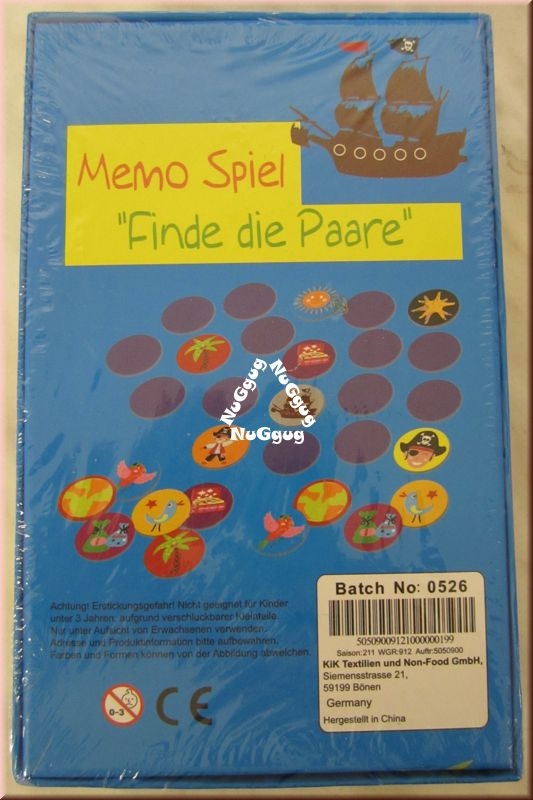 Memo Spiel
"Finde die Paare"
NuGgug
NuGgug
NuGgug
Achtung! Erstickungsgefahr! Nicht geeignet für Kinder
unter 3 Jahren, aufgrund verschluckbarer Kleinteile.
Nur unter Aufsicht von Erwachsenen verwenden.
Adresse und Produktinformation bitte aufbewahren.
Farben und Formen können von der Abbildung abweichen.
0-3
CE
Batch No: 0526
50509009121000000199
Saison:211 WGR:912 Auftr:5050900
KiK Textilien und Non-Food GmbH,
Siemensstrasse 21,
59199 Bönen
Germany
Hergestellt in China